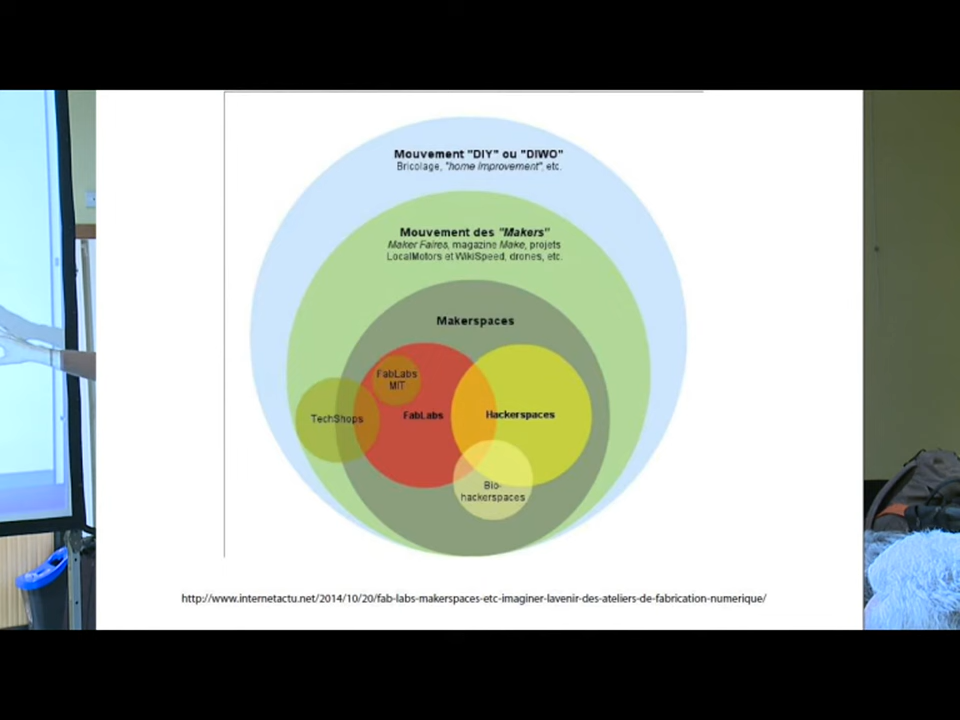 Mouvement "DIY" ou "DIWO"
Bricolage, "home improvement", etc.
Mouvement des "Makers"
Maker Faires, magazine Make, projets
LocalMotors et WikiSpeed, drones, etc.
Makerspaces
FabLabs
MIT
TechShops
FabLabs
Hackerspaces
Bio-
hackerspaces
http://www.internetactu.net/2014/10/20/fab-labs-makerspaces-etc-imaginer-lavenir-des-ateliers-de-fabrication-numerique/